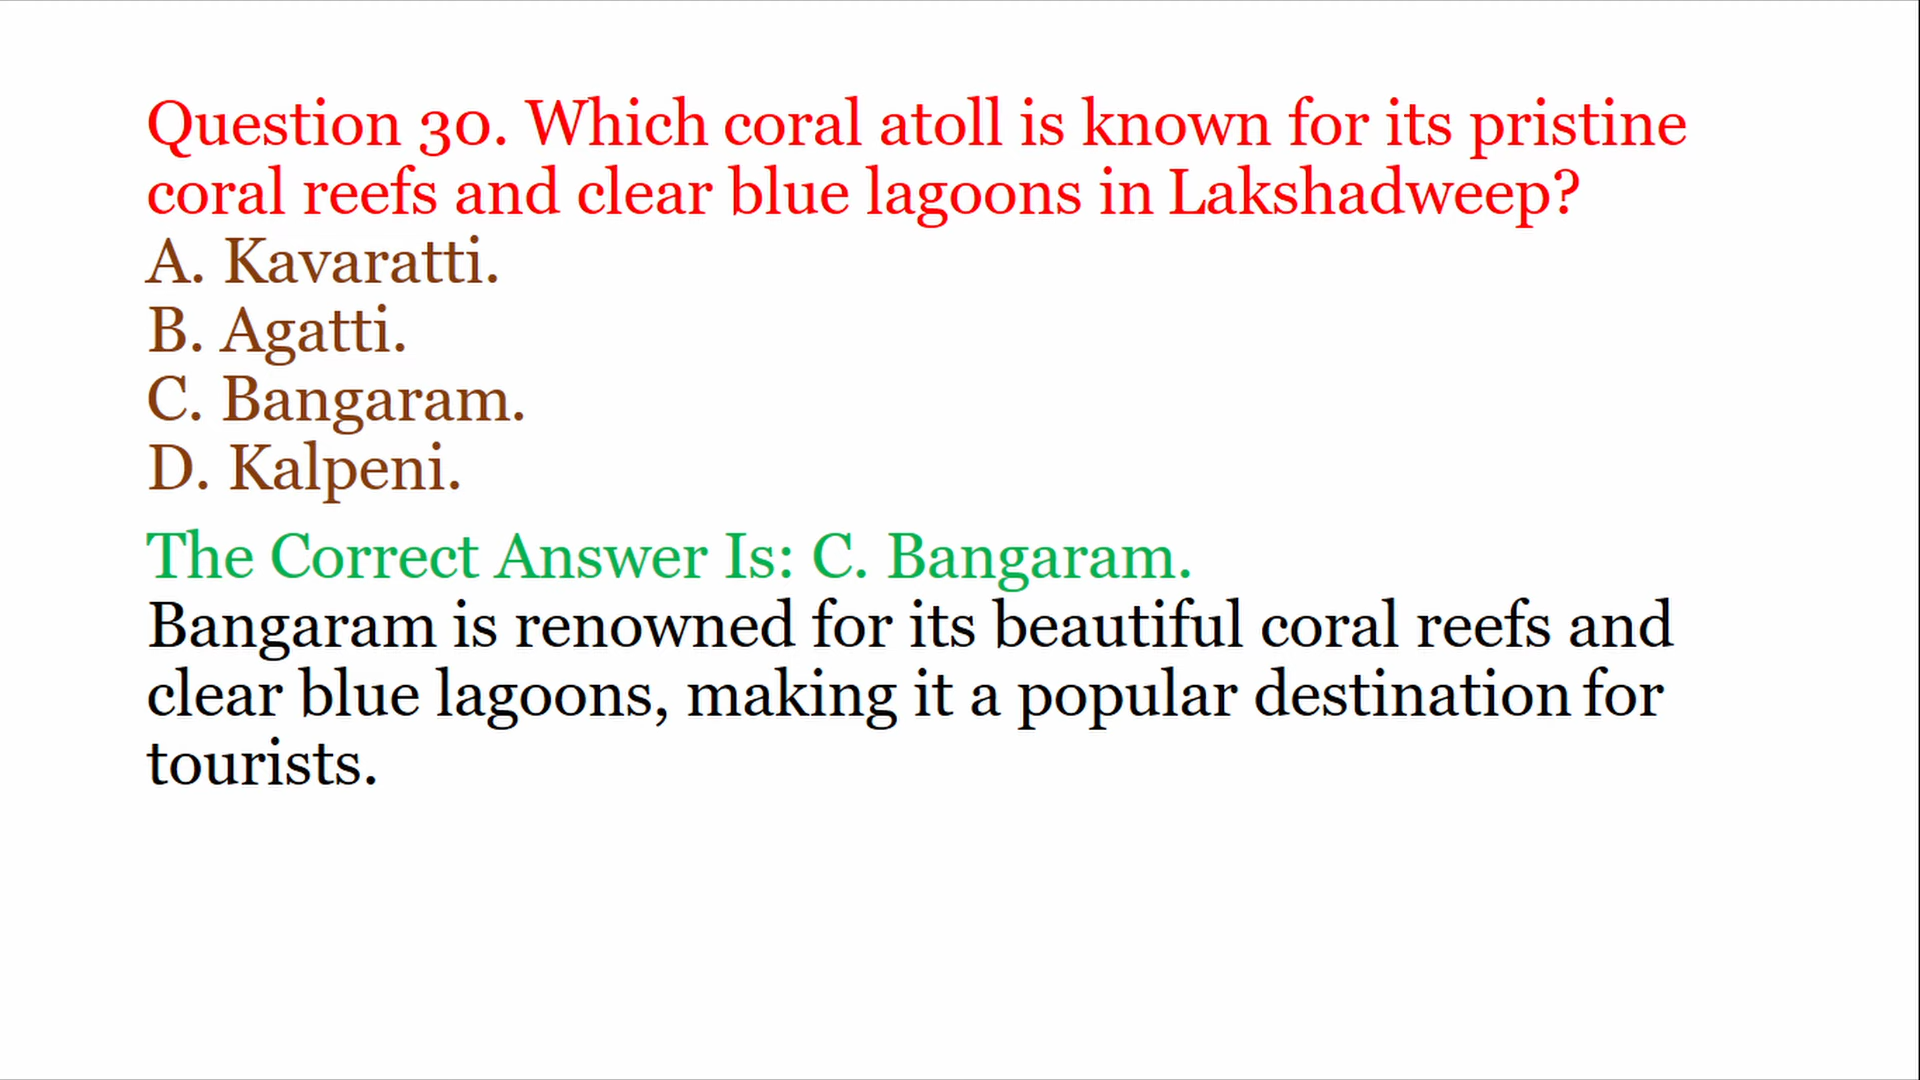 Question 30. Which coral atoll is known for its pristine
coral reefs and clear blue lagoons in Lakshadweep?
A. Kavaratti.
B. Agatti.
C. Bangaram.
D. Kalpeni.
The Correct Answer Is: C. Bangaram.
Bangaram is renowned for its beautiful coral reefs and
clear blue lagoons, making it a popular destination for
tourists.